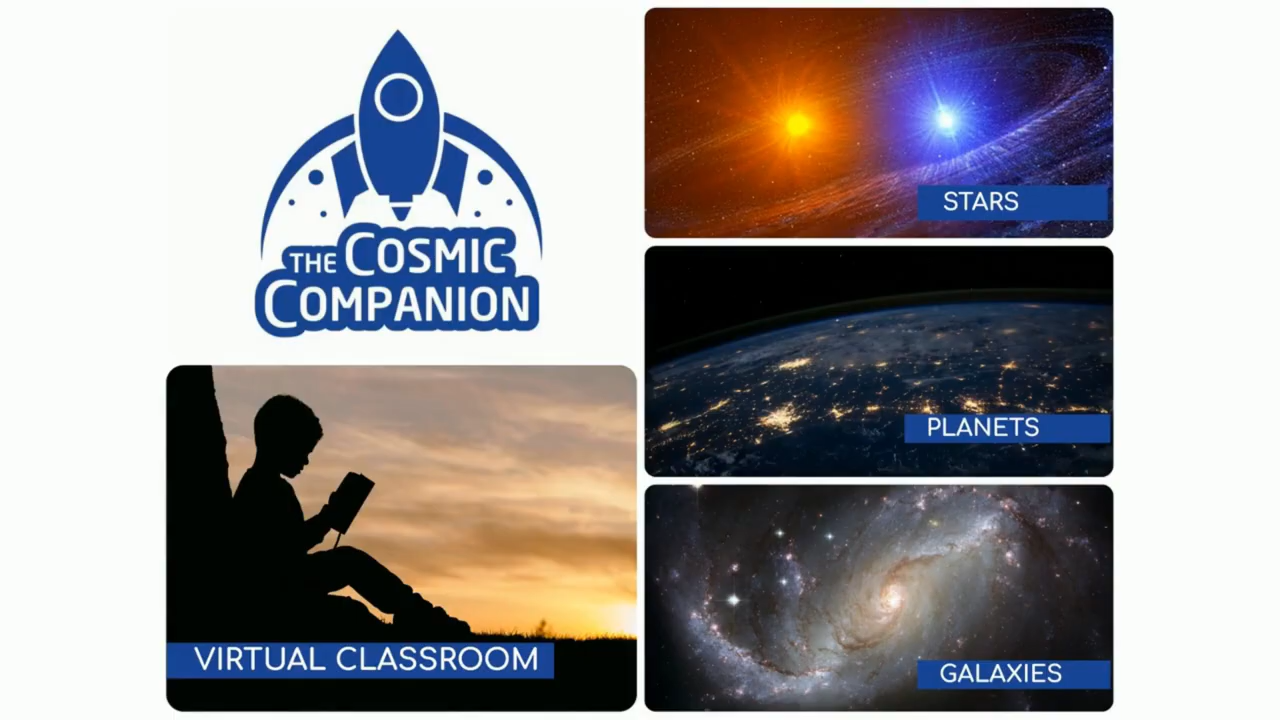 THE COSMIC
COMPANION
VIRTUAL CLASSROOM
STARS
PLANETS
GALAXIES